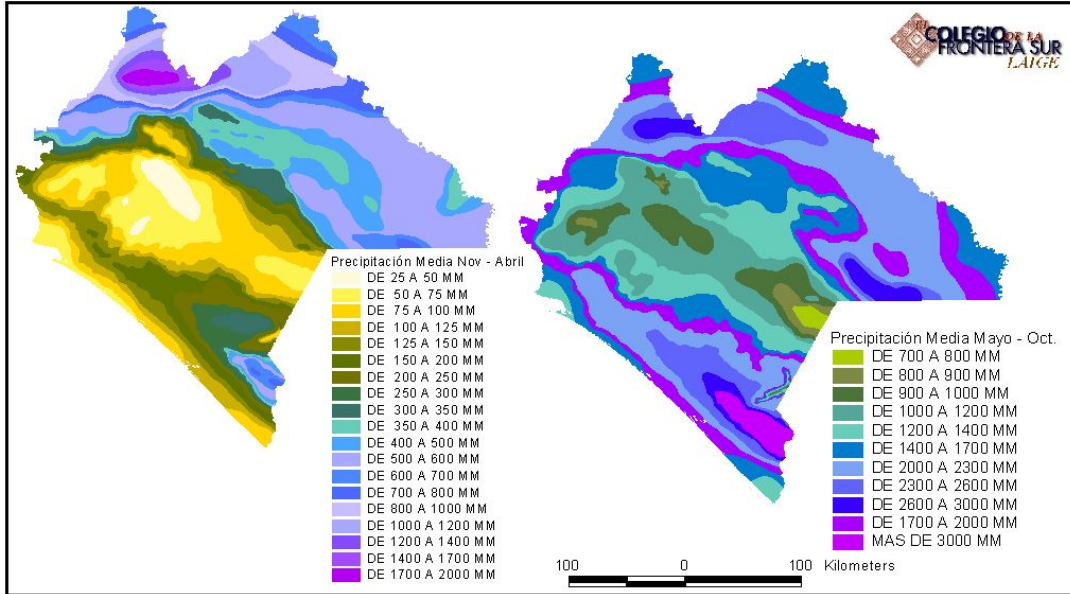 El
COLEGIO DE LA
FRONTERA SUR
LAIGE
Precipitación Media Nov - Abril
DE 25 A 50 MM
DE 50 A 75 MM
DE 75 A 100 MM
DE 100 A 125 MM
DE 125 A 150 MM
DE 150 A 200 MM
DE 200 A 250 MM
DE 250 A 300 MM
DE 300 A 350 MM
DE 350 A 400 MM
DE 400 A 500 MM
DE 500 A 600 MM
DE 600 A 700 MM
DE 700 A 800 MM
DE 800 A 1000 MM
DE 1000 A 1200 MM
DE 1200 A 1400 MM
DE 1400 A 1700 MM
DE 1700 A 2000 MM
Precipitación Media Mayo - Oct.
DE 700 A 800 MM
DE 800 A 900 MM
DE 900 A 1000 MM
DE 1000 A 1200 MM
DE 1200 A 1400 MM
DE 1400 A 1700 MM
DE 2000 A 2300 MM
DE 2300 A 2600 MM
DE 2600 A 3000 MM
DE 1700 A 2000 MM
MAS DE 3000 MM
100 0 100 Kilometers